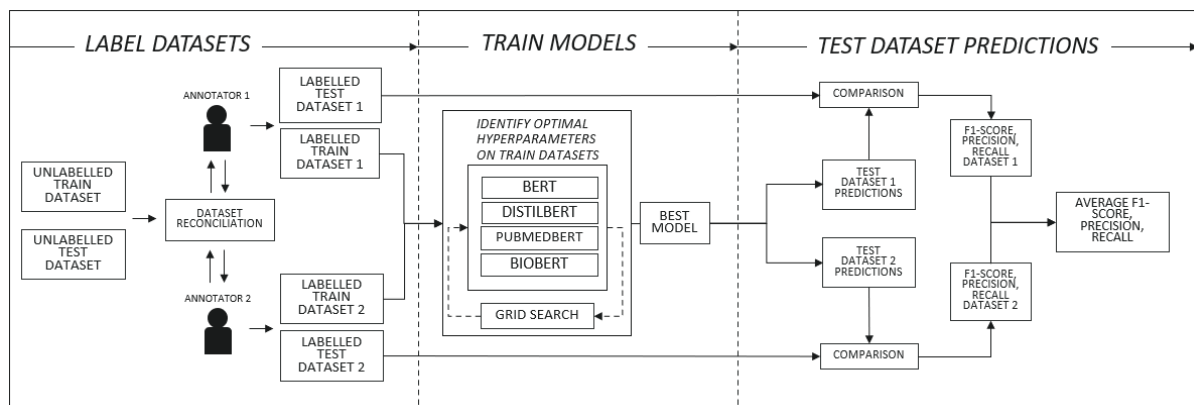 LABEL DATASETS
TRAIN MODELS
TEST DATASET PREDICTIONS
ANNOTATOR 1
LABELLED
TEST
DATASET 1
LABELLED
TRAIN
DATASET 1
UNLABELLED
TRAIN
DATASET
UNLABELLED
TEST
DATASET
DATASET
RECONCILIATION
ANNOTATOR 2
LABELLED
TRAIN
DATASET 2
LABELLED
TEST
DATASET 2
IDENTIFY OPTIMAL
HYPERPARAMETERS
ON TRAIN DATASETS
BERT
DISTILBERT
PUBMEDBERT
BIOBERT
GRID SEARCH
BEST
MODEL
COMPARISON
TEST
DATASET 1
PREDICTIONS
TEST
DATASET 2
PREDICTIONS
COMPARISON
F1-SCORE,
PRECISION,
RECALL
DATASET 1
F1-SCORE,
PRECISION,
RECALL
DATASET 2
AVERAGE F1-
SCORE,
PRECISION,
RECALL